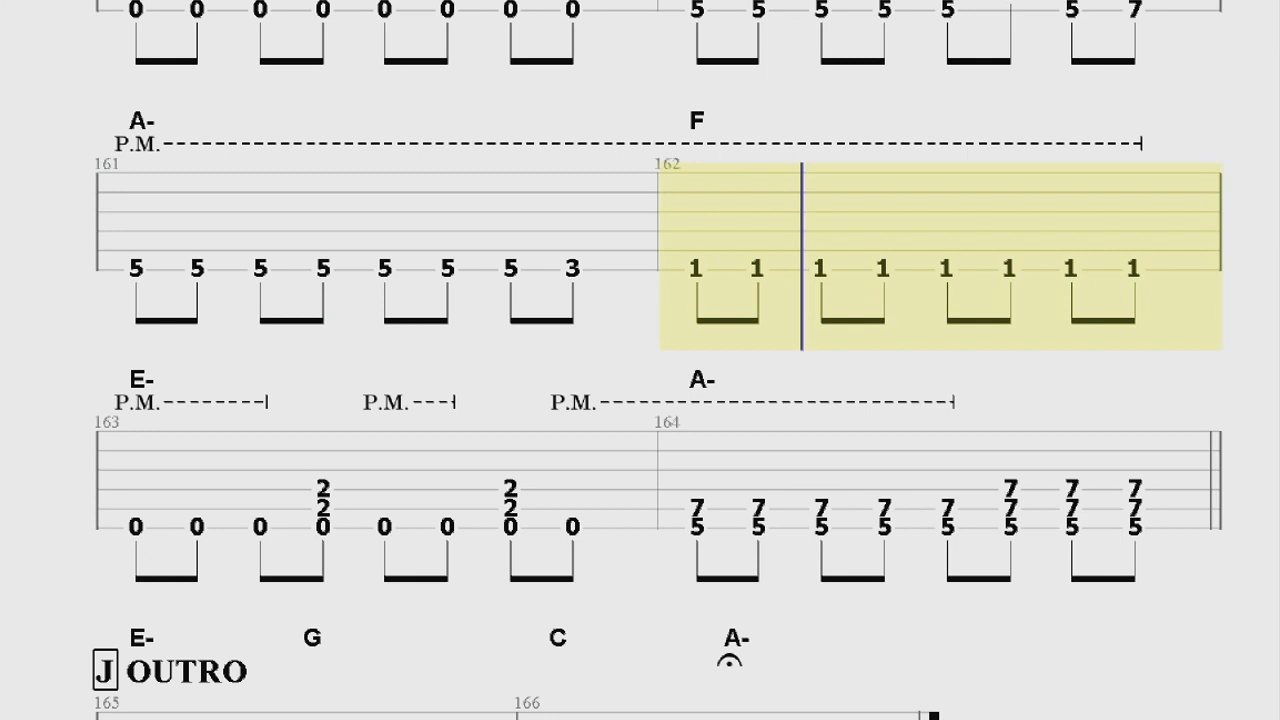 0 0 0 0 0 0 0 0 5 5 5 5 5 5 7
A- F
P.M.
161 162
5 5 5 5 5 5 5 3 1 1 1 1 1 1 1 1
E- A-
P.M. P.M. P.M.
163 164
2 2 7 7 7
2 2 7 7 7 7 7 7 7 7
0 0 0 0 0 0 0 0 5 5 5 5 5 5 5 5
E- G C A-
J OUTRO
165 166